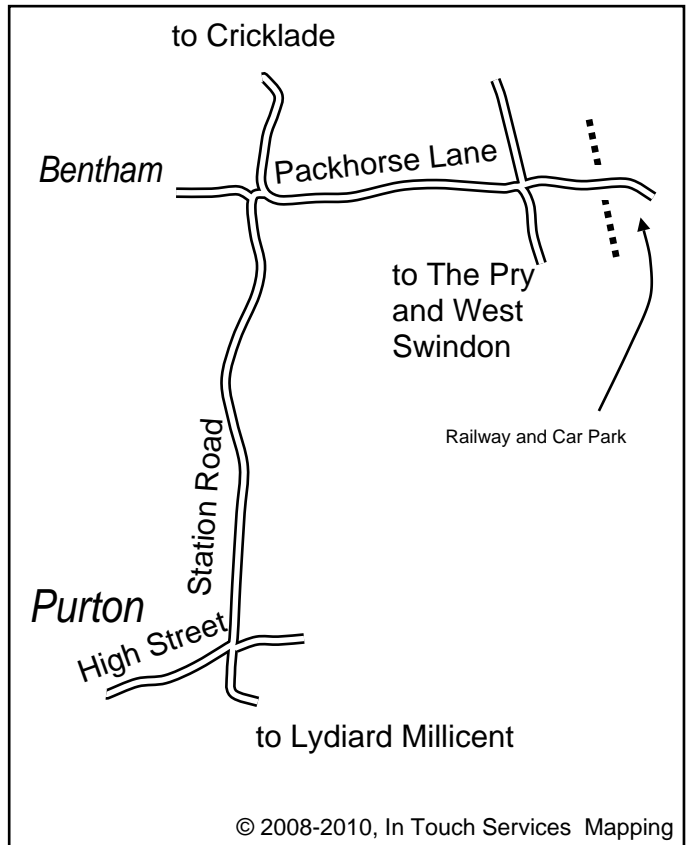 to Cricklade
Bentham
Packhorse Lane
to The Pry
and West
Swindon
Railway and Car Park
Station Road
Purton
High Street
to Lydiard Millicent
© 2008-2010, In Touch Services Mapping